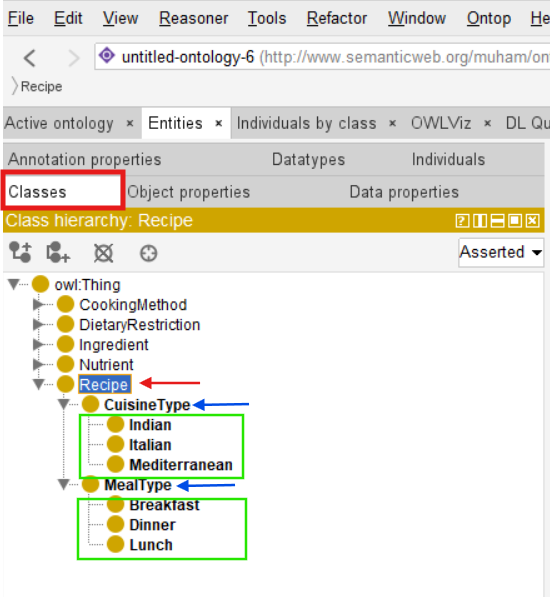 File Edit View Reasoner Tools Refactor Window Ontop He
untitled-ontology-6 (http://www.semanticweb.org/muham/on
Recipe
Active ontology × Entities × Individuals by class × OWLViz × DL Qu
Annotation properties Datatypes Individuals
Classes Object properties Data properties
Class hierarchy: Recipe
Asserted
owl:Thing
CookingMethod
DietaryRestriction
Ingredient
Nutrient
Recipe
CuisineType
Indian
Italian
Mediterranean
MealType
Breakfast
Dinner
Lunch